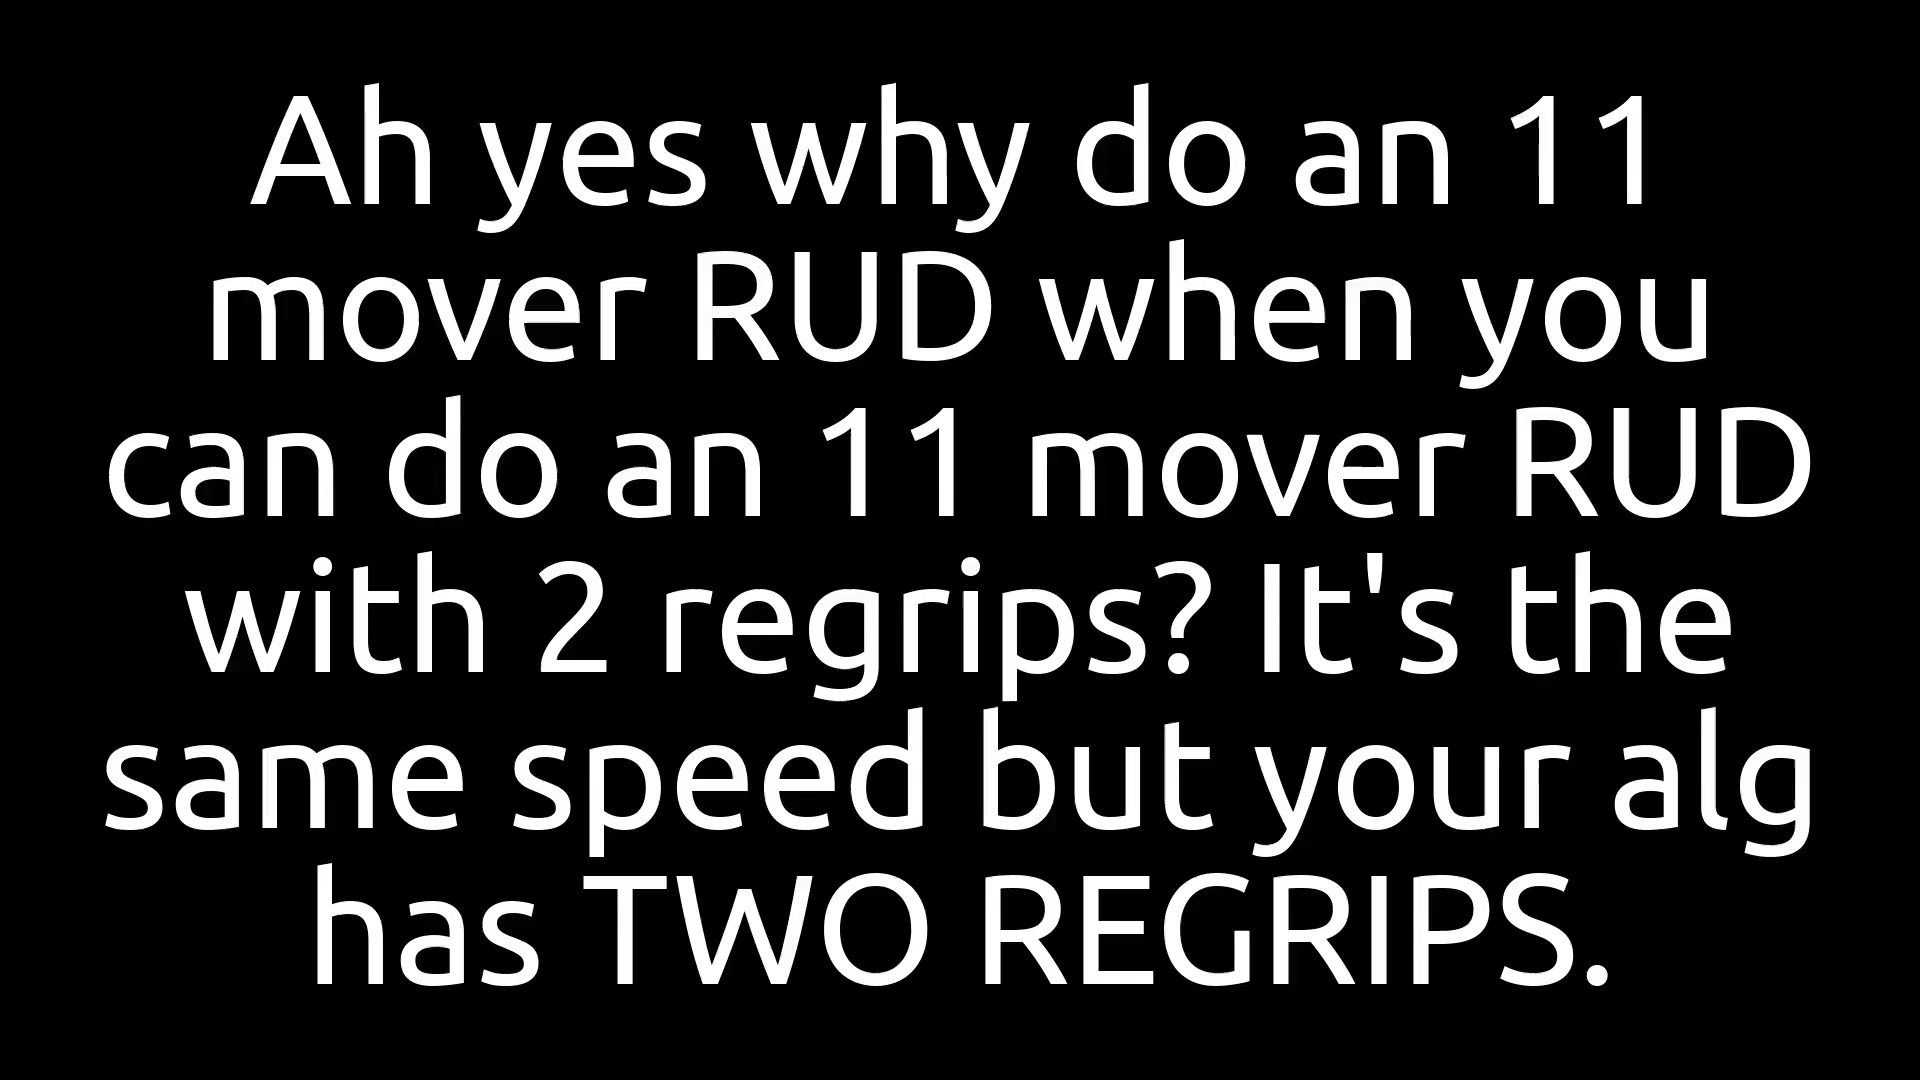 Ah yes why do an 11
mover RUD when you
can do an 11 mover RUD
with 2 regrips? It's the
same speed but your alg
has TWO REGRIPS.